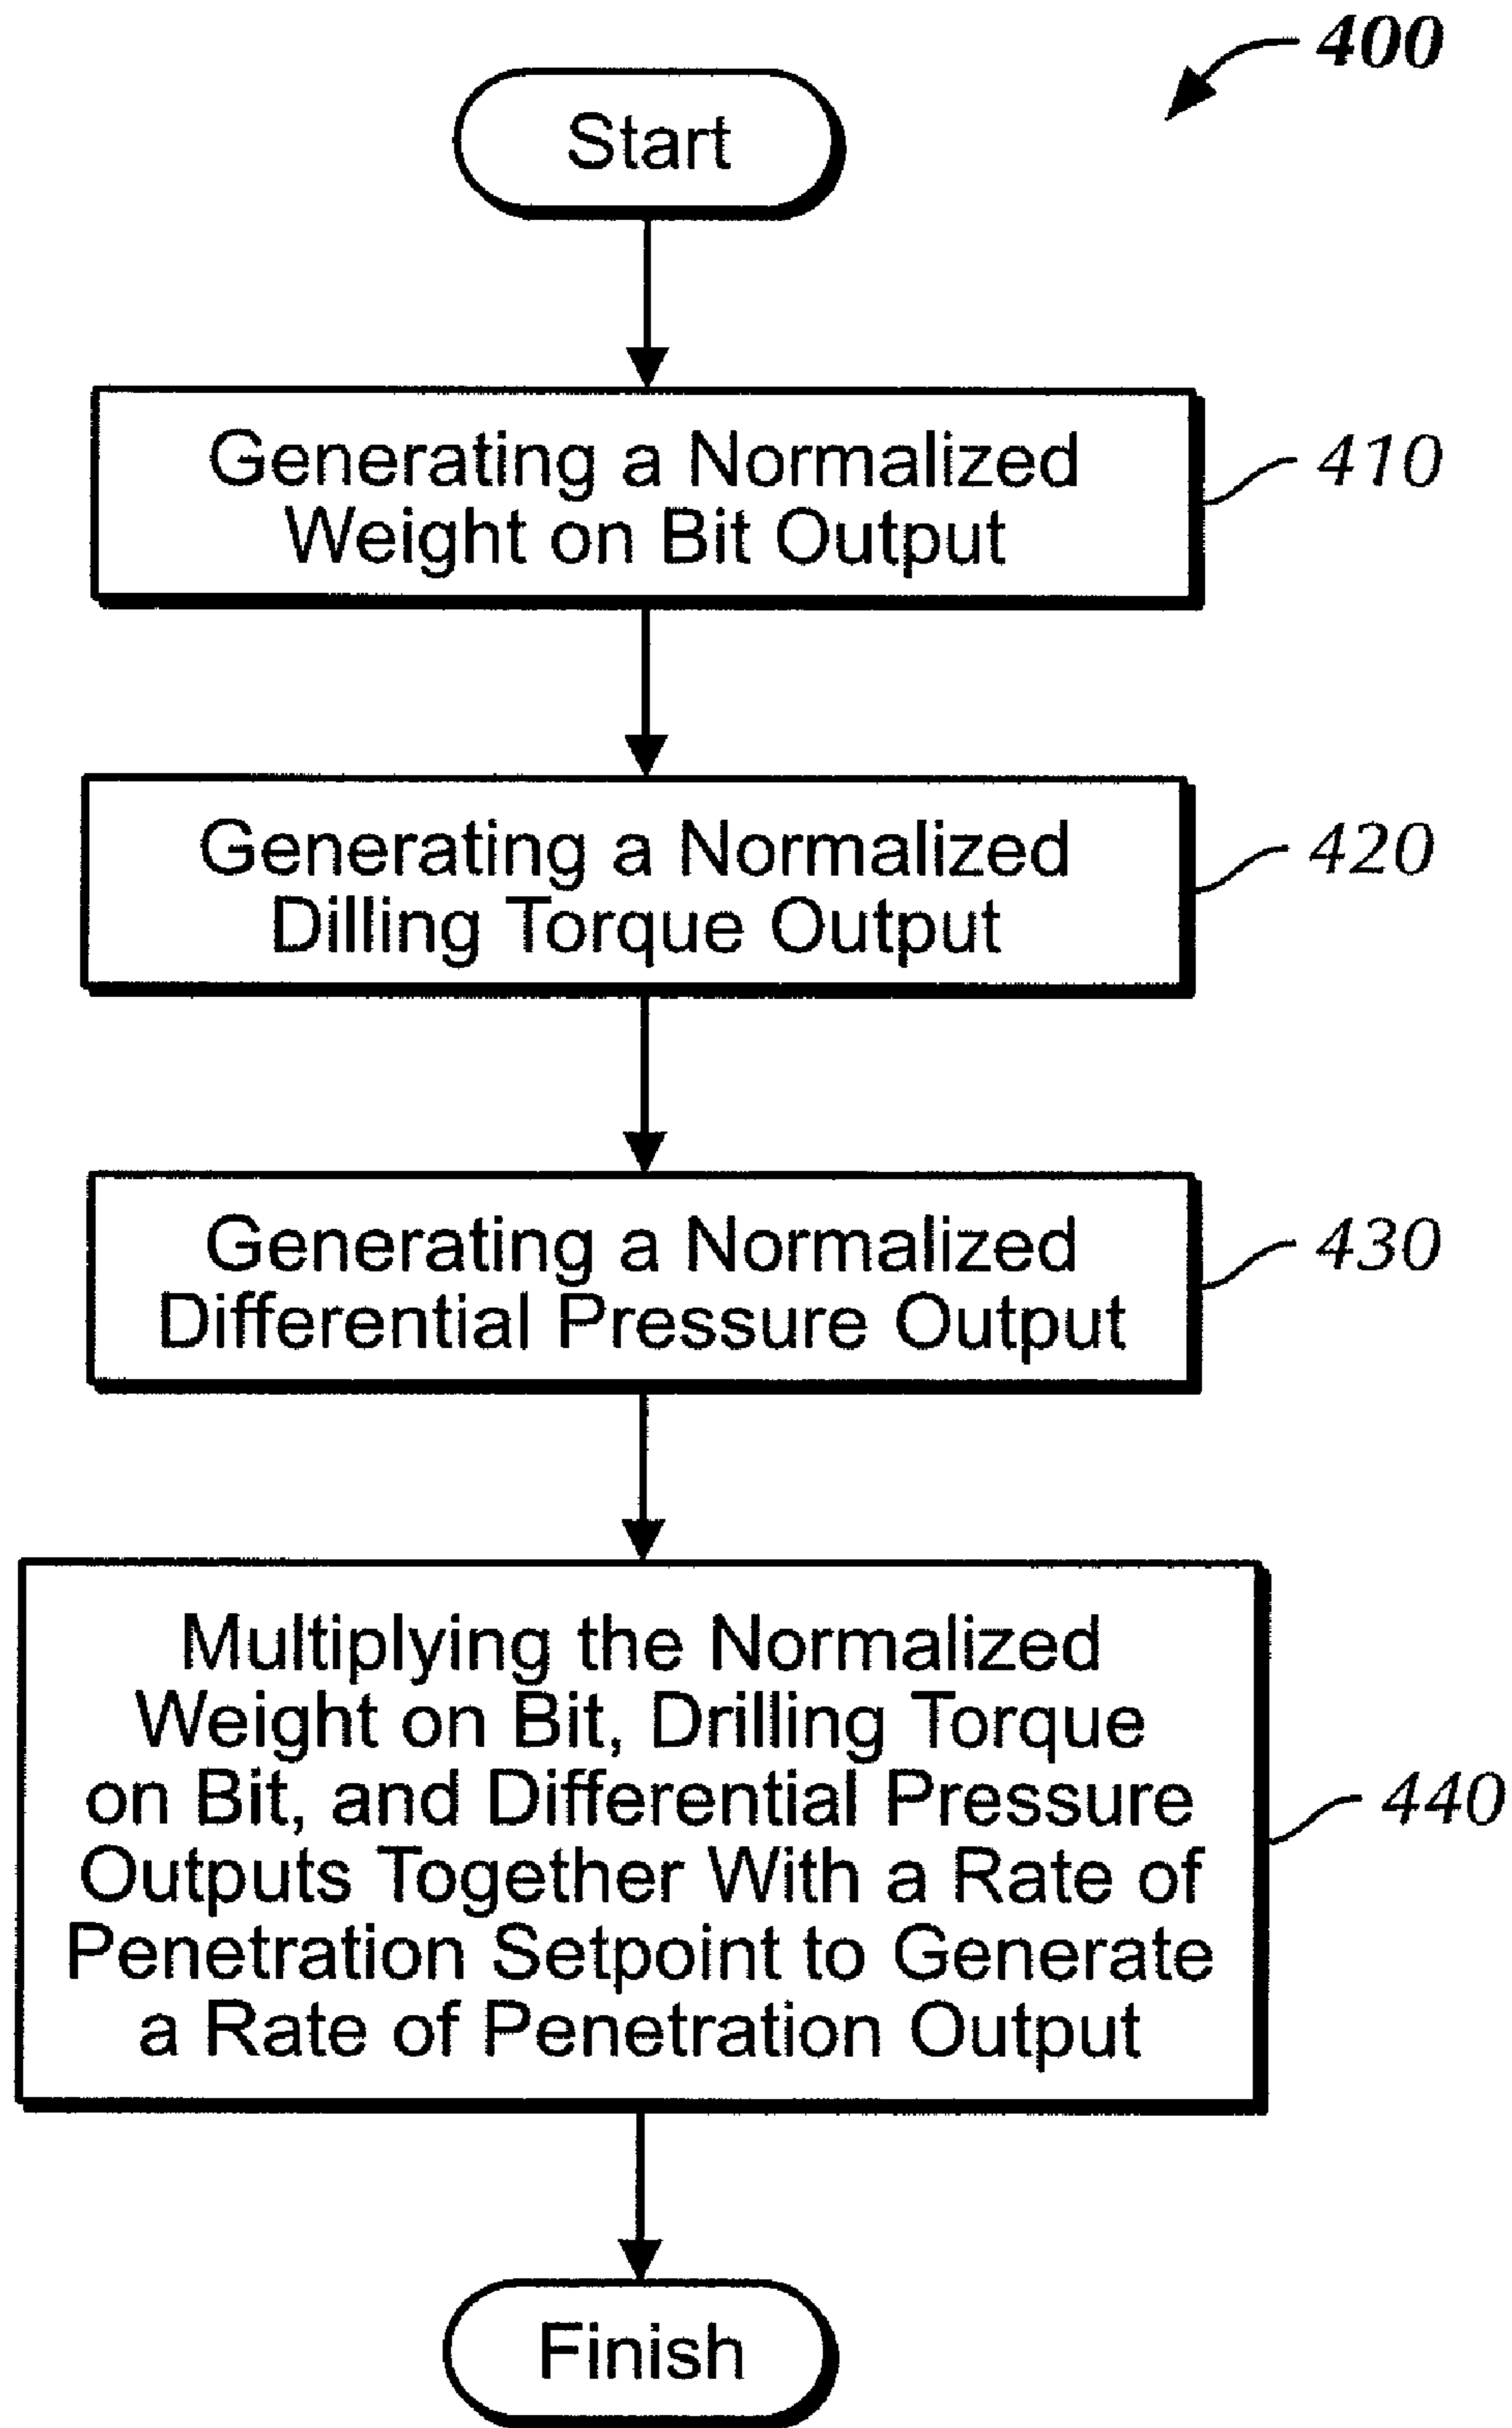 400
Start
Generating a Normalized
Weight on Bit Output
410
Generating a Normalized
Dilling Torque Output
420
Generating a Normalized
Differential Pressure Output
430
Multiplying the Normalized
Weight on Bit, Drilling Torque
on Bit, and Differential Pressure
Outputs Together With a Rate of
Penetration Setpoint to Generate
a Rate of Penetration Output
440
Finish